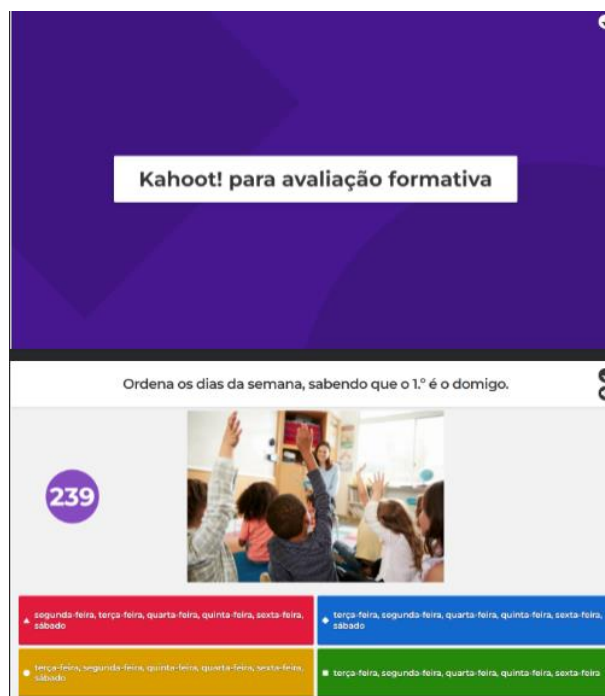 Kahoot! para avaliação formativa
Ordena os dias da semana, sabendo que o 1.º é o domigo.
239
segunda-feira, terça-feira, quarta-feira, quinta-feira, sexta-feira,
sábado
terça-feira, segunda-feira, quarta-feira, quinta-feira, sexta-feira,
sábado
terça-feira, segunda-feira, quinta-feira, quarta-feira, sexta-feira,
sábado
terça-feira, segunda-feira, quarta-feira, quinta-feira, sexta-feira